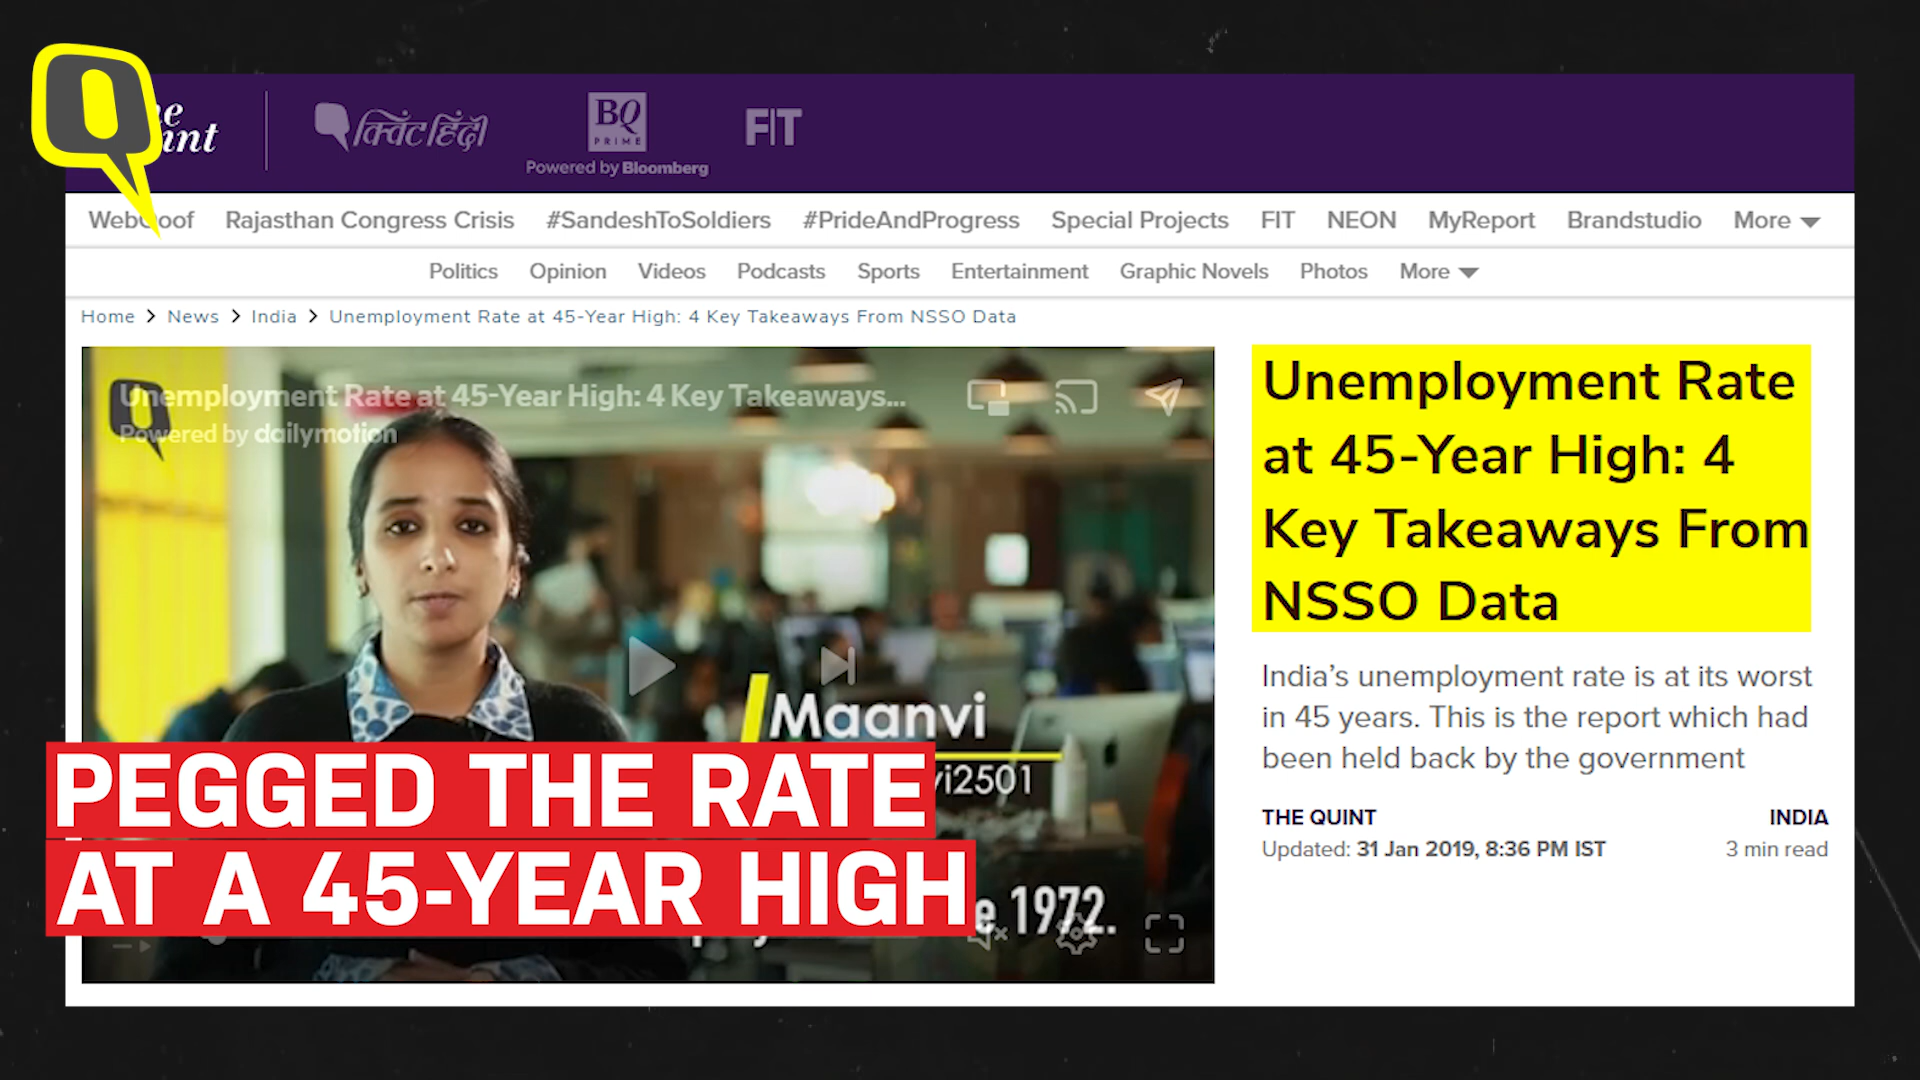 Q
क्विंट हिंदी
BQ
PRIME
Powered by Bloomberg
FIT
Rajasthan Congress Crisis #SandeshToSoldiers #PrideAndProgress Special Projects FIT NEON MyReport Brandstudio More
Politics Opinion Videos Podcasts Sports Entertainment Graphic Novels Photos More
Home > News > India > Unemployment Rate at 45-Year High: 4 Key Takeaways From NSSO Data
Unemployment Rate at 45-Year High: 4 Key Takeaways...
Powered by dailymotion
Maanvi
vi2501
1972.
PEGGED THE RATE
AT A 45-YEAR HIGH
Unemployment Rate
at 45-Year High: 4
Key Takeaways From
NSSO Data
India's unemployment rate is at its worst
in 45 years. This is the report which had
been held back by the government
THE QUINT INDIA
Updated: 31 Jan 2019, 8:36 PM IST 3 min read